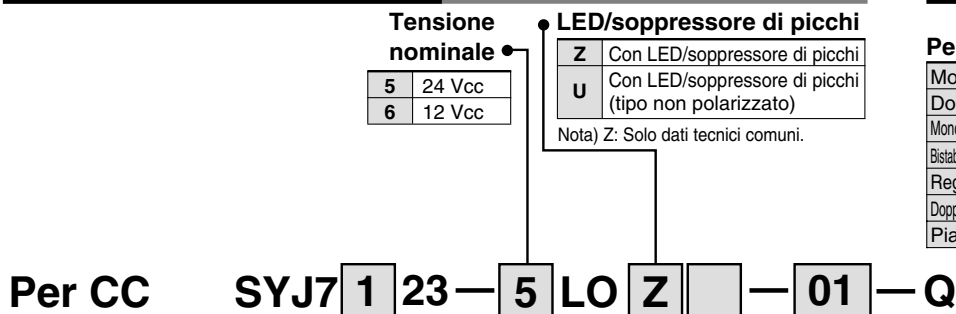 Tensione
nominale
5 24 Vcc
6 12 Vcc
LED/soppressore di picchi
Z Con LED/soppressore di picchi
U Con LED/soppressore di picchi
(tipo non polarizzato)
Nota) Z: Solo dati tecnici comuni.
Per CC SYJ7 1 23 — 5 LO Z — 01 — Q